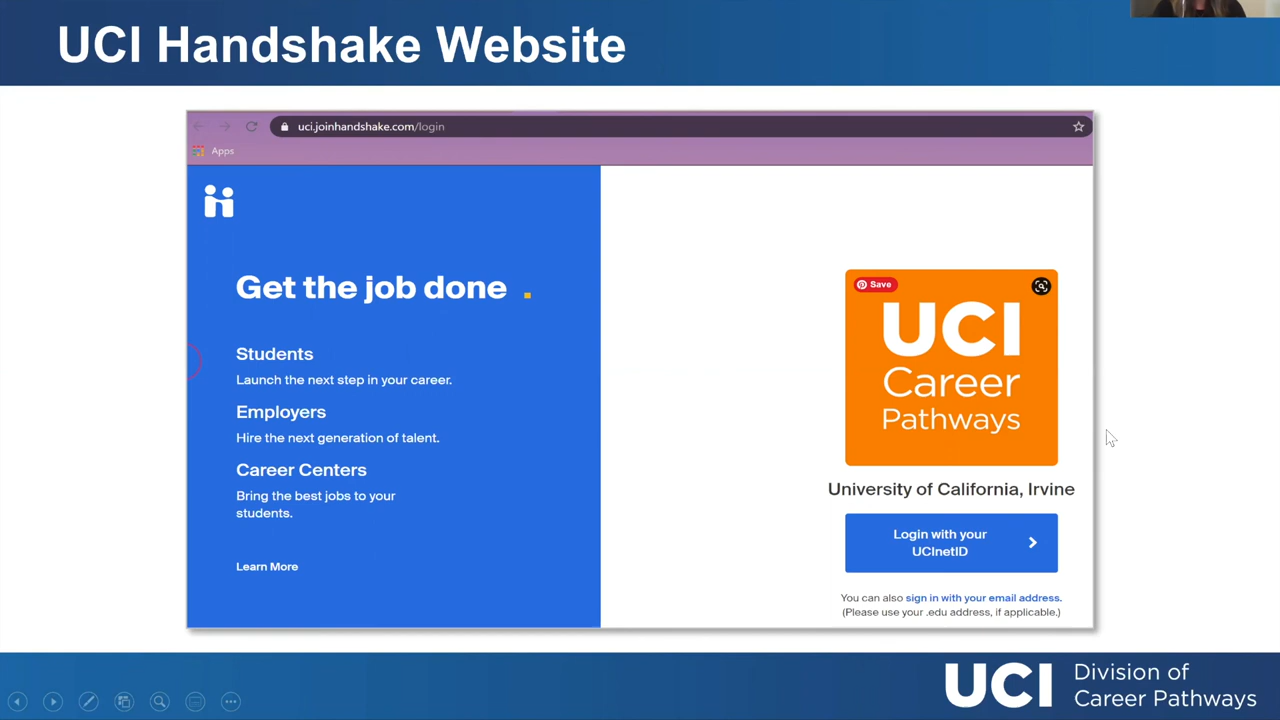 UCI Handshake Website
uci.joinhandshake.com/login
Apps
Get the job done .
Students
Launch the next step in your career.
Employers
Hire the next generation of talent.
Career Centers
Bring the best jobs to your
students.
Learn More
Save
UCI
Career
Pathways
University of California, Irvine
Login with your
UCInetID
You can also sign in with your email address.
(Please use your .edu address, if applicable.)
UCI
Division of
Career Pathways